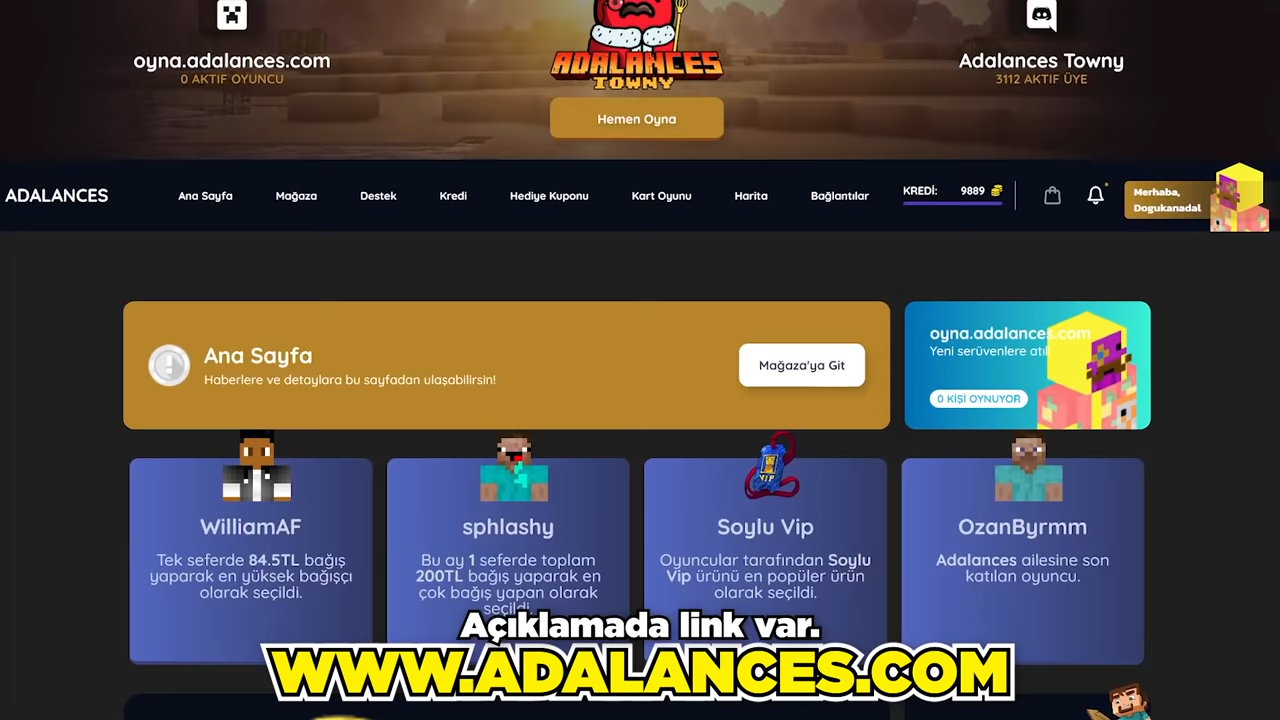 oyna.adalances.com
0 AKTIF OYUNCU
ADALANCES
TOWNY
Hemen Oyna
Adalances Towny
3112 AKTIF ÜYE
ADALANCES
Ana Sayfa
Mağaza
Destek
Kredi
Hediye Kuponu
Kart Oyunu
Harita
Bağlantılar
KREDİ: 9889
Merhaba,
Dogukanadal
Ana Sayfa
Haberlere ve detaylara bu sayfadan ulaşabilirsin!
Mağaza'ya Git
oyna.adalances.com
Yeni serüvenlere atıl
0 KİŞİ OYNUYOR
WilliamAF
Tek seferde 84.5TL bağış
yaparak en yüksek bağışçı
olarak seçildi.
sphlashy
Bu ay 1 seferde toplam
200TL bağış yaparak en
çok bağış yapan olarak
seçildi.
VIP
Soylu Vip
Oyuncular tarafından Soylu
Vip ürünü en popüler ürün
olarak seçildi.
OzanByrmm
Adalances ailesine son
katılan oyuncu.
Açıklamada link var.
WWW.ADALANCES.COM